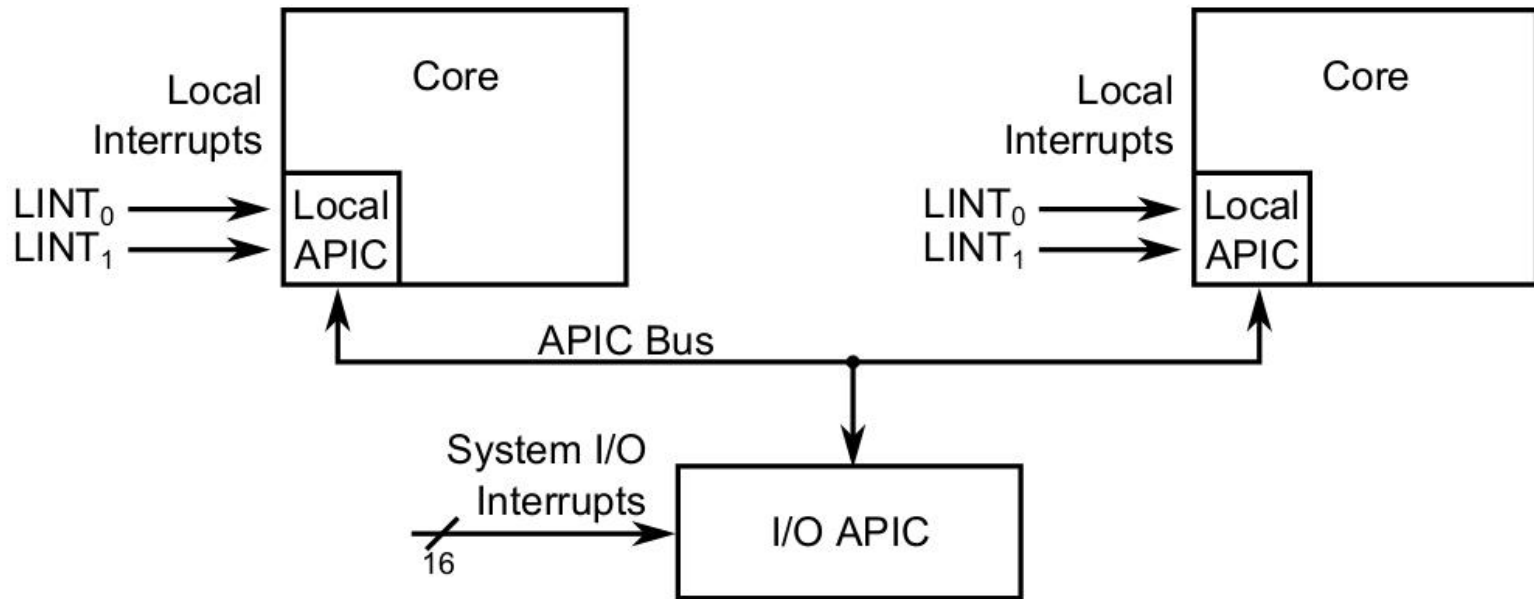 Core
Local
Interrupts
LINT₀
LINT₁
Local
APIC
Core
Local
Interrupts
LINT₀
LINT₁
Local
APIC
APIC Bus
System I/O
Interrupts
16
I/O APIC